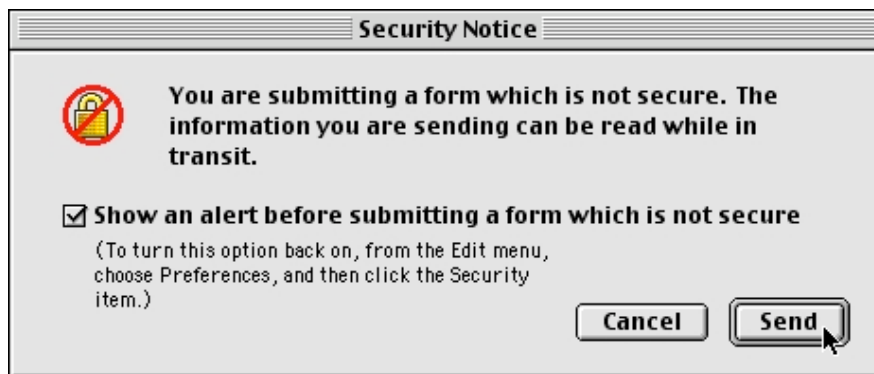 Security Notice
You are submitting a form which is not secure. The
information you are sending can be read while in
transit.
Show an alert before submitting a form which is not secure
(To turn this option back on, from the Edit menu,
choose Preferences, and then click the Security
item.)
Cancel
Send